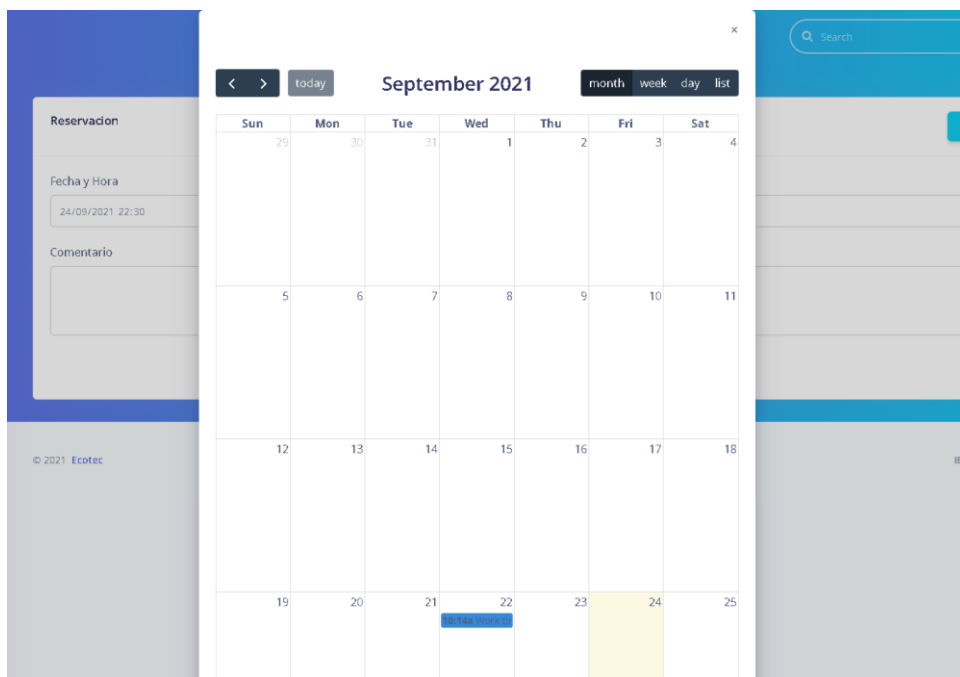 ×
Search
today
September 2021
month week day list
Reservacion
Sun Mon Tue Wed Thu Fri Sat
29 30 31 1 2 3 4
Fecha y Hora
24/09/2021 22:30
Comentario
5 6 7 8 9 10 11
12 13 14 15 16 17 18
© 2021 Ecotec
19 20 21 22 23 24 25
10:14a Work